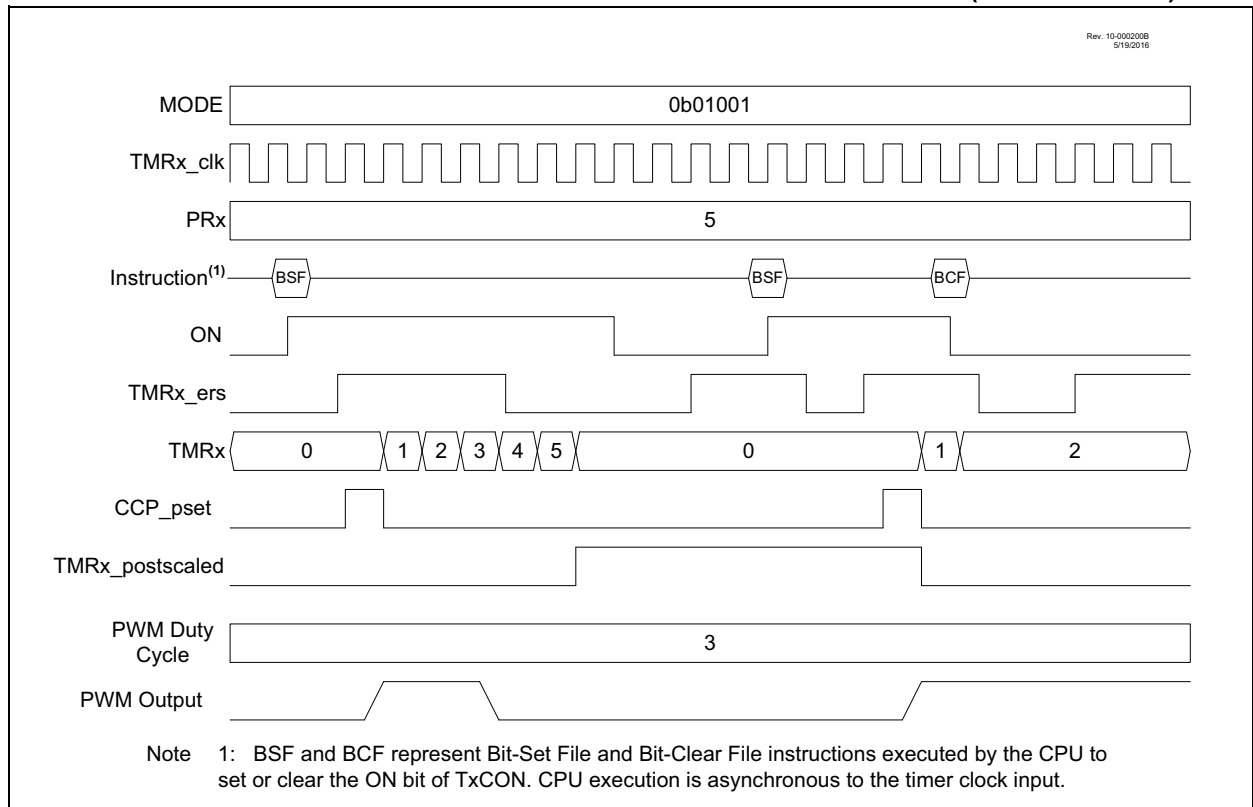 Rev. 10-000200B
5/19/2016
MODE 0b01001
TMRx_clk
PRx 5
Instruction(1) BSF BSF BCF
ON
TMRx_ers
TMRx 0 1 2 3 4 5 0 1 2
CCP_pset
TMRx_postscaled
PWM Duty
Cycle 3
PWM Output
Note 1: BSF and BCF represent Bit-Set File and Bit-Clear File instructions executed by the CPU to
set or clear the ON bit of TxCON. CPU execution is asynchronous to the timer clock input.